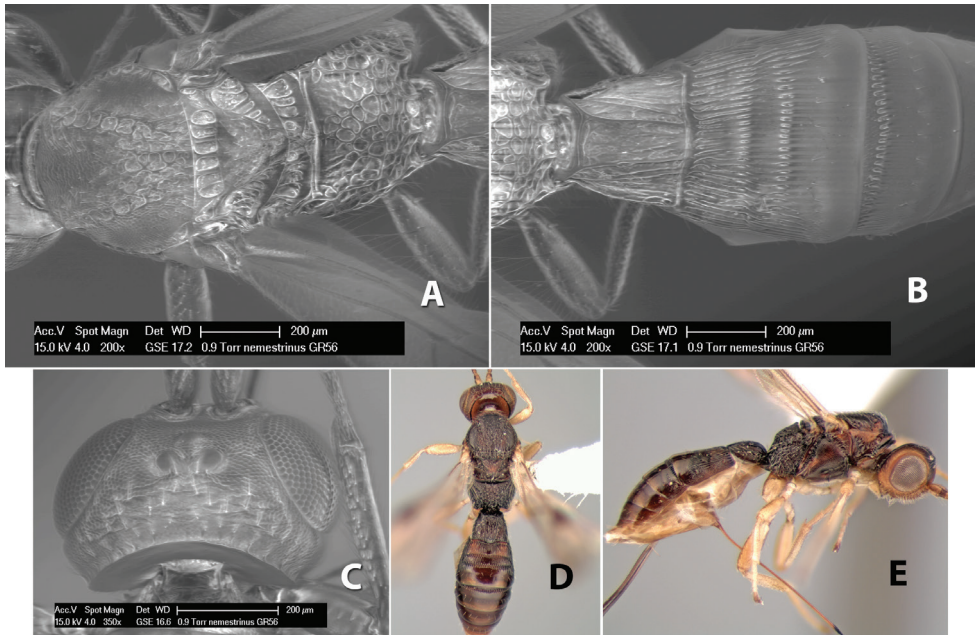 A
Acc.V Spot Magn Det WD 200 µm
15.0 kV 4.0 200x GSE 17.2 0.9 Torr nemestrinus GR56
B
Acc.V Spot Magn Det WD 200 µm
15.0 kV 4.0 200x GSE 17.1 0.9 Torr nemestrinus GR56
C
Acc.V Spot Magn Det WD 200 µm
15.0 kV 4.0 350x GSE 16.6 0.9 Torr nemestrinus GR56
D
E